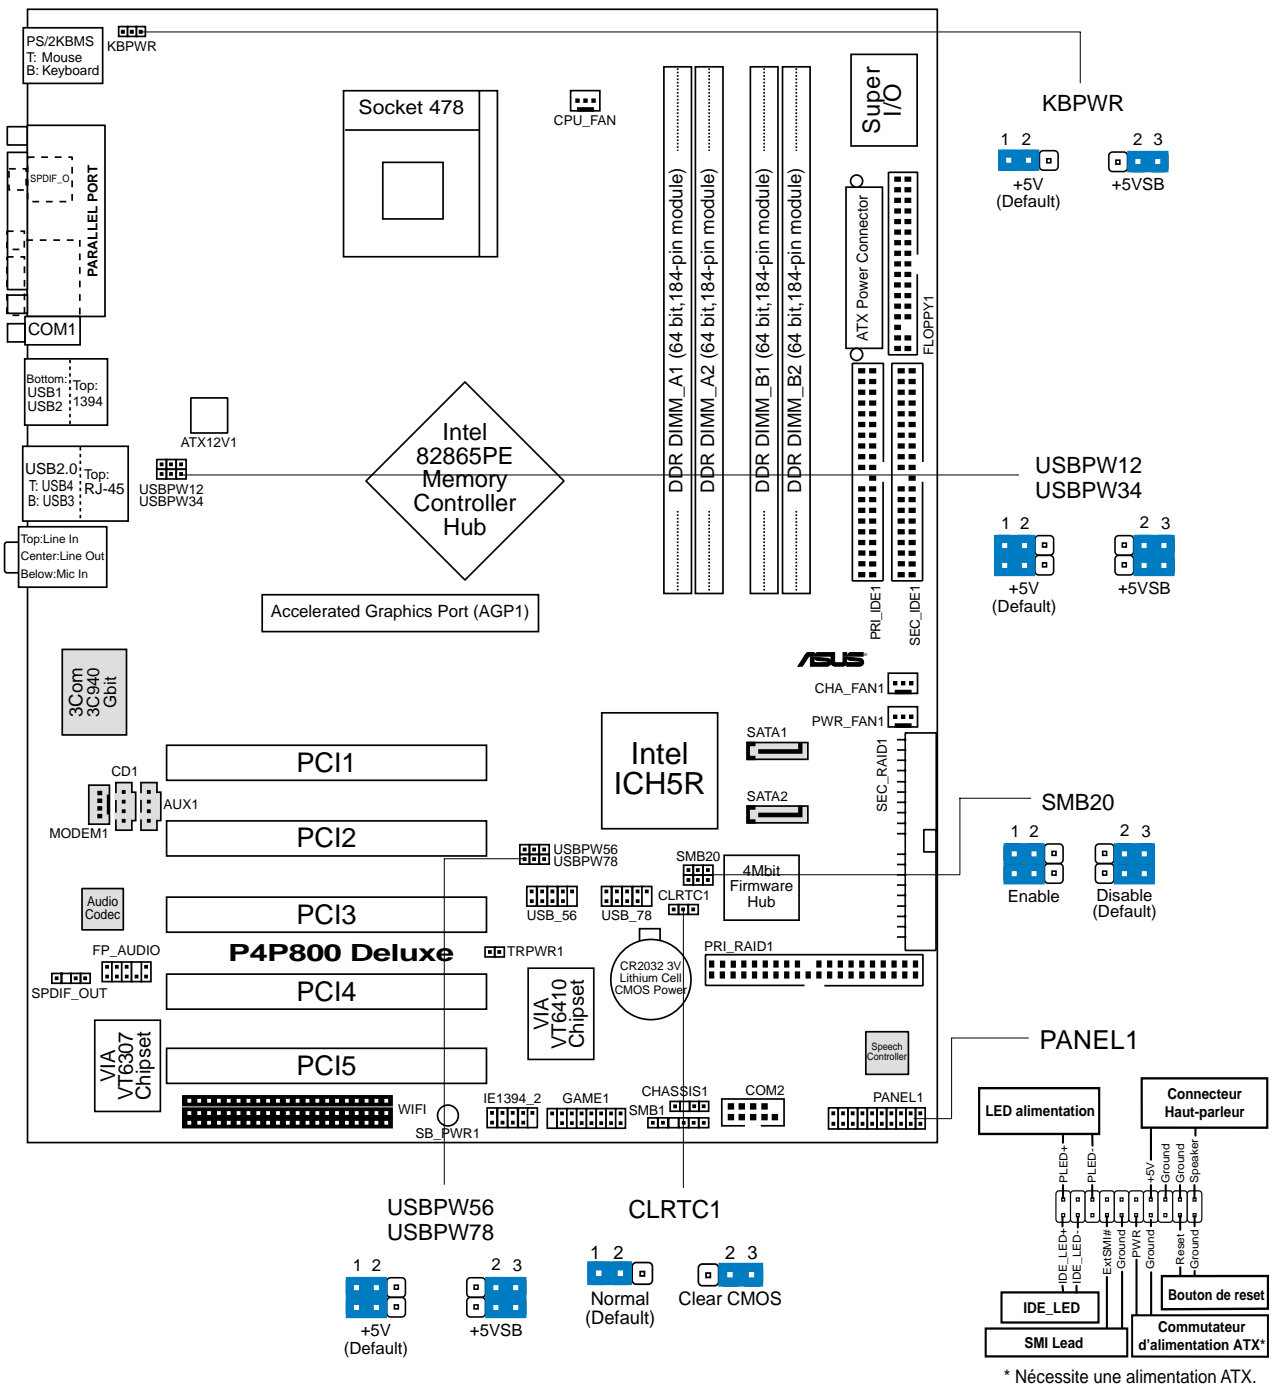 PS/2KBMS
T: Mouse
B: Keyboard
KBPWR
Socket 478
CPU_FAN
Super
I/O
KBPWR
1 2
+5V
(Default)
2 3
+5VSB
SPDIF_O
PARALLEL PORT
COM1
DDR DIMM_A1 (64 bit,184-pin module)
DDR DIMM_A2 (64 bit,184-pin module)
DDR DIMM_B1 (64 bit,184-pin module)
DDR DIMM_B2 (64 bit,184-pin module)
ATX Power Connector
FLOPPY1
Bottom:
USB1
USB2
Top:
1394
ATX12V1
USB2.0
T: USB4
B: USB3
Top:
RJ-45
USBPW12
USBPW34
Intel
82865PE
Memory
Controller
Hub
USBPW12
USBPW34
1 2
+5V
(Default)
2 3
+5VSB
Top:Line In
Center:Line Out
Below:Mic In
Accelerated Graphics Port (AGP1)
PRI_IDE1
SEC_IDE1
ASUS
3Com
3C940
Gbit
CHA_FAN1
PWR_FAN1
Intel
ICH5R
SATA1
SATA2
SEC_RAID1
PCI1
CD1
AUX1
MODEM1
PCI2
USBPW56
USBPW78
SMB20
4Mbit
Firmware
Hub
SMB20
1 2
Enable
2 3
Disable
(Default)
Audio
Codec
PCI3
USB_56
USB_78
CLRTC1
P4P800 Deluxe
FP_AUDIO
SPDIF_OUT
TRPWR1
PRI_RAID1
CR2032 3V
Lithium Cell
CMOS Power
PCI4
VIA
VT6410
Chipset
VIA
VT6307
Chipset
PCI5
Speech
Controller
PANEL1
WIFI
SB_PWR1
IE1394_2
GAME1
CHASSIS1
SMB1
COM2
PANEL1
LED alimentation
Connecteur
Haut-parleur
PLED+
PLED-
+5V
Ground
Ground
Speaker
IDE_LED+
IDE_LED-
ExtSMI#
Ground
PWR
Ground
Reset
Ground
IDE_LED
Bouton de reset
SMI Lead
Commutateur
d'alimentation ATX*
* Nécessite une alimentation ATX.
USBPW56
USBPW78
1 2
+5V
(Default)
2 3
+5VSB
CLRTC1
1 2
Normal
(Default)
2 3
Clear CMOS